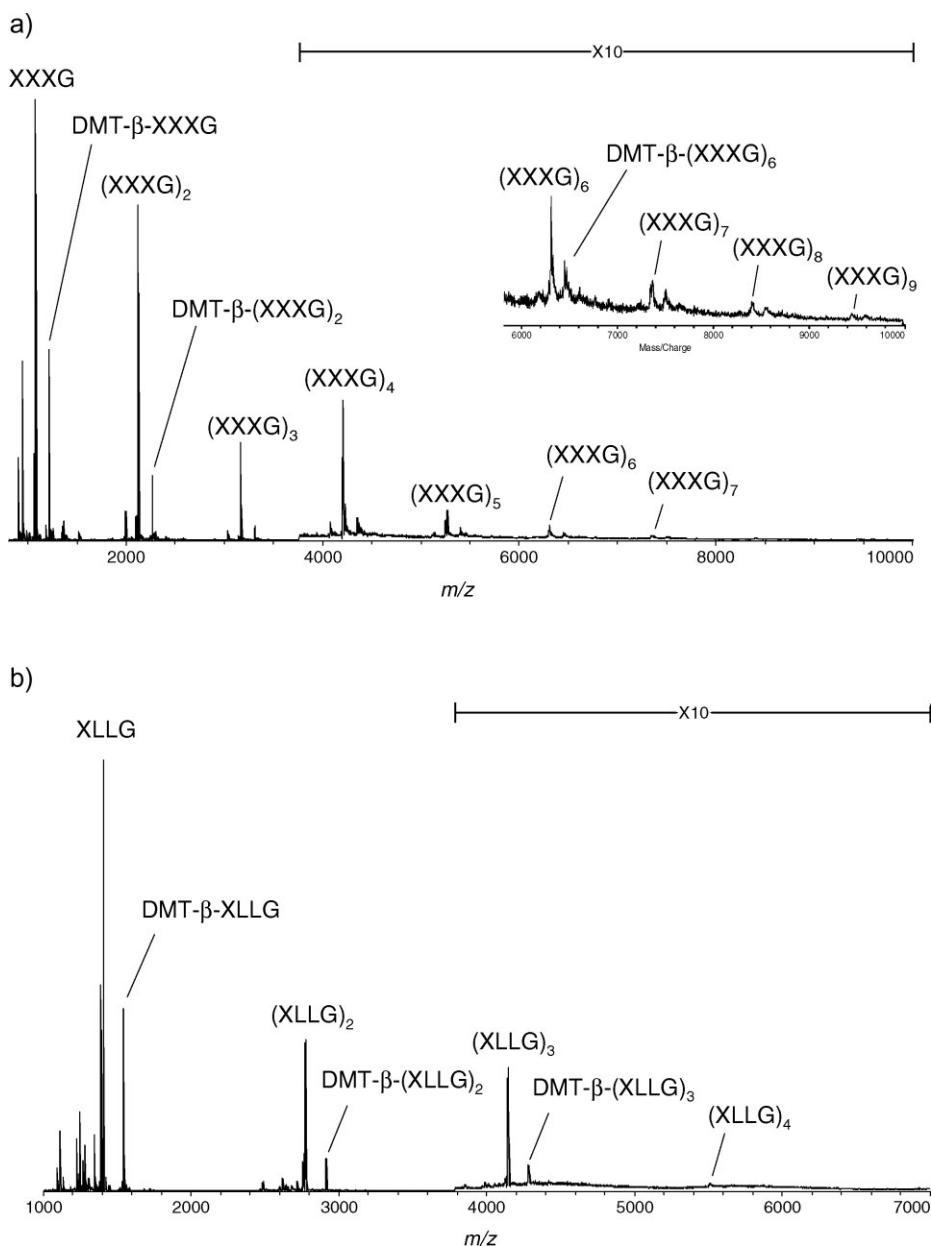 a)
X10
XXXG
DMT-β-XXXG
(XXXG)₂
DMT-β-(XXXG)₂
(XXXG)₃
(XXXG)₄
(XXXG)₅
(XXXG)₆
(XXXG)₇
(XXXG)₆
DMT-β-(XXXG)₆
(XXXG)₇
(XXXG)₈
(XXXG)₉
6000 7000 8000 9000 10000
Mass/Charge
2000 4000 6000 8000 10000
m/z
b)
X10
XLLG
DMT-β-XLLG
(XLLG)₂
DMT-β-(XLLG)₂
(XLLG)₃
DMT-β-(XLLG)₃
(XLLG)₄
1000 2000 3000 4000 5000 6000 7000
m/z